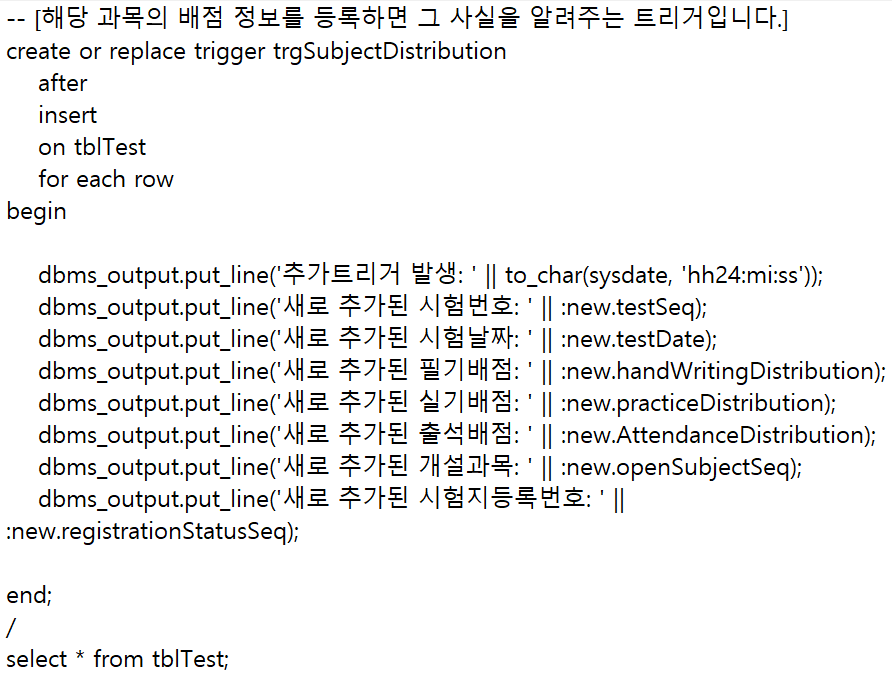 -- [해당 과목의 배점 정보를 등록하면 그 사실을 알려주는 트리거입니다.]
create or replace trigger trgSubjectDistribution
    after
    insert
    on tblTest
    for each row
begin

    dbms_output.put_line('추가트리거 발생: ' || to_char(sysdate, 'hh24:mi:ss'));
    dbms_output.put_line('새로 추가된 시험번호: ' || :new.testSeq);
    dbms_output.put_line('새로 추가된 시험날짜: ' || :new.testDate);
    dbms_output.put_line('새로 추가된 필기배점: ' || :new.handWritingDistribution);
    dbms_output.put_line('새로 추가된 실기배점: ' || :new.practiceDistribution);
    dbms_output.put_line('새로 추가된 출석배점: ' || :new.AttendanceDistribution);
    dbms_output.put_line('새로 추가된 개설과목: ' || :new.openSubjectSeq);
    dbms_output.put_line('새로 추가된 시험지등록번호: ' ||
:new.registrationStatusSeq);

end;
/
select * from tblTest;